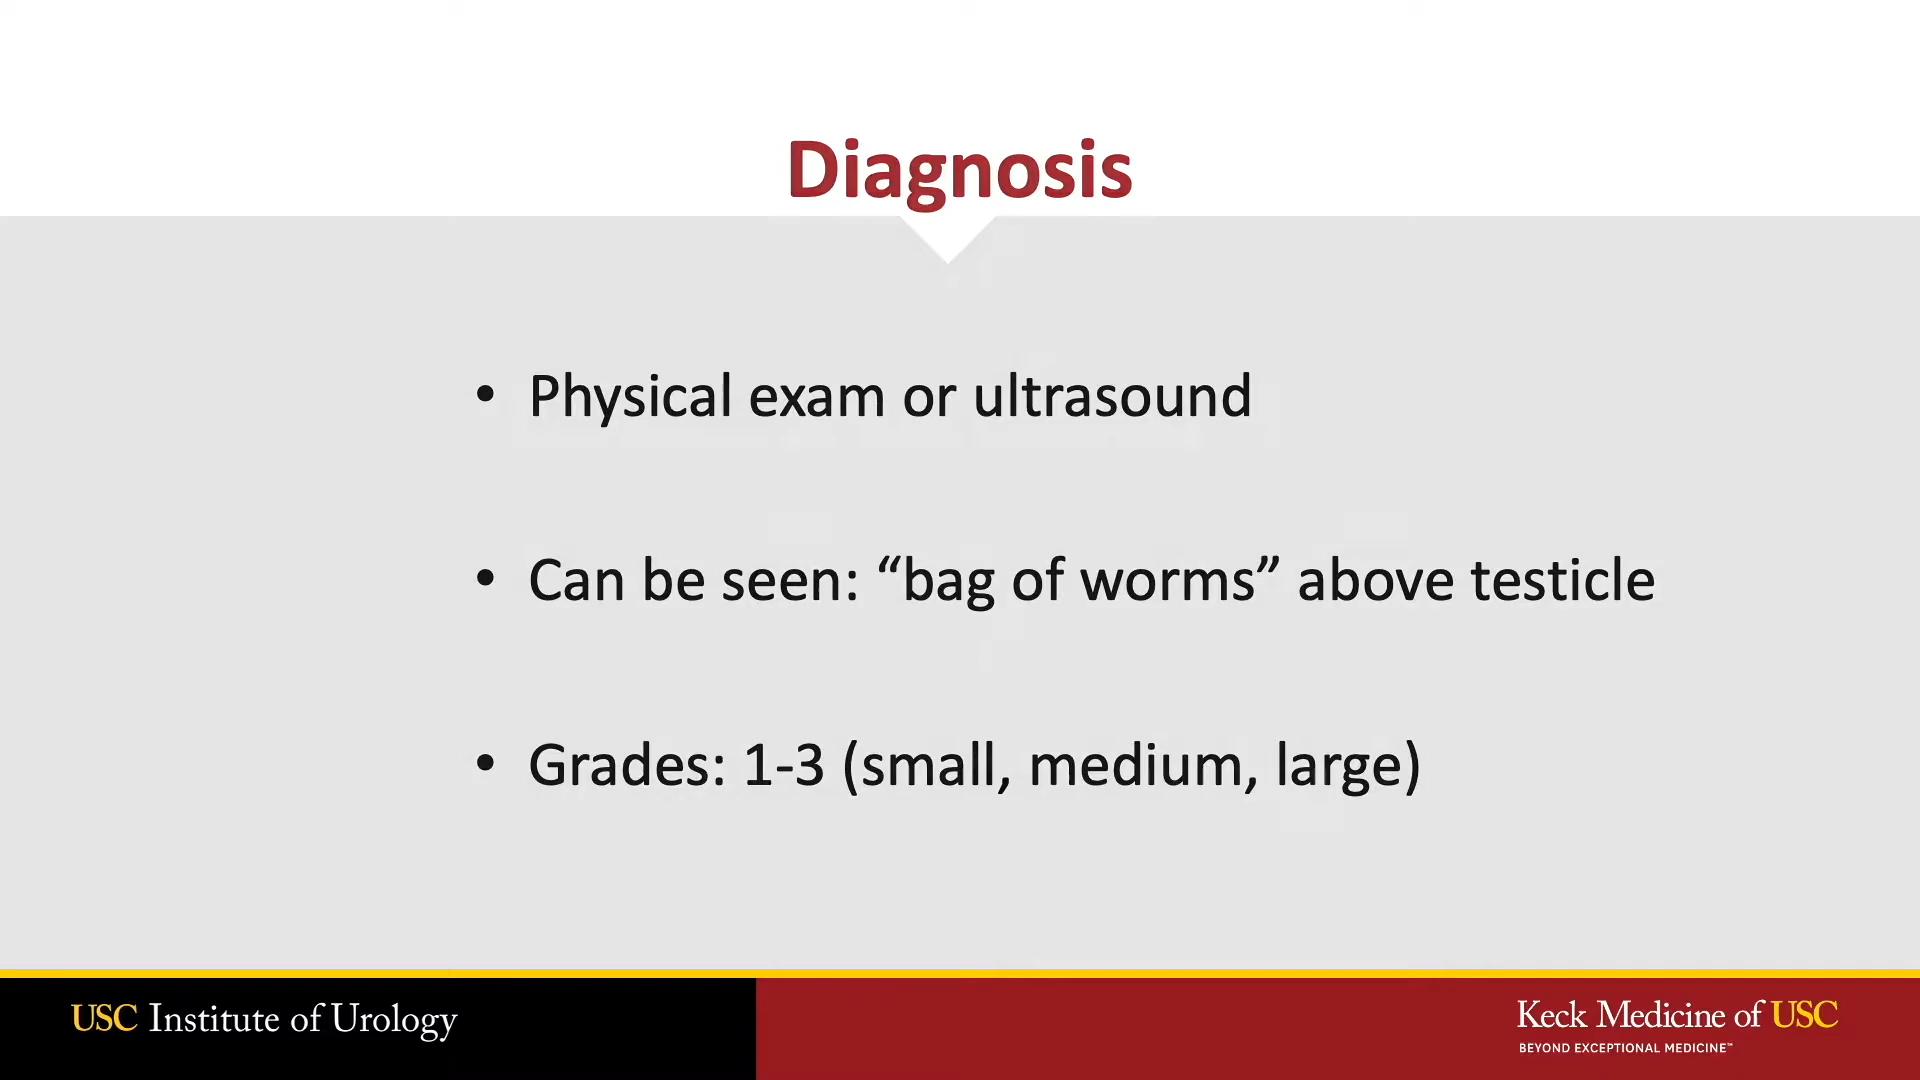 Diagnosis
• Physical exam or ultrasound
• Can be seen: “bag of worms” above testicle
• Grades: 1-3 (small, medium, large)
USC Institute of Urology
Keck Medicine of USC
BEYOND EXCEPTIONAL MEDICINE™